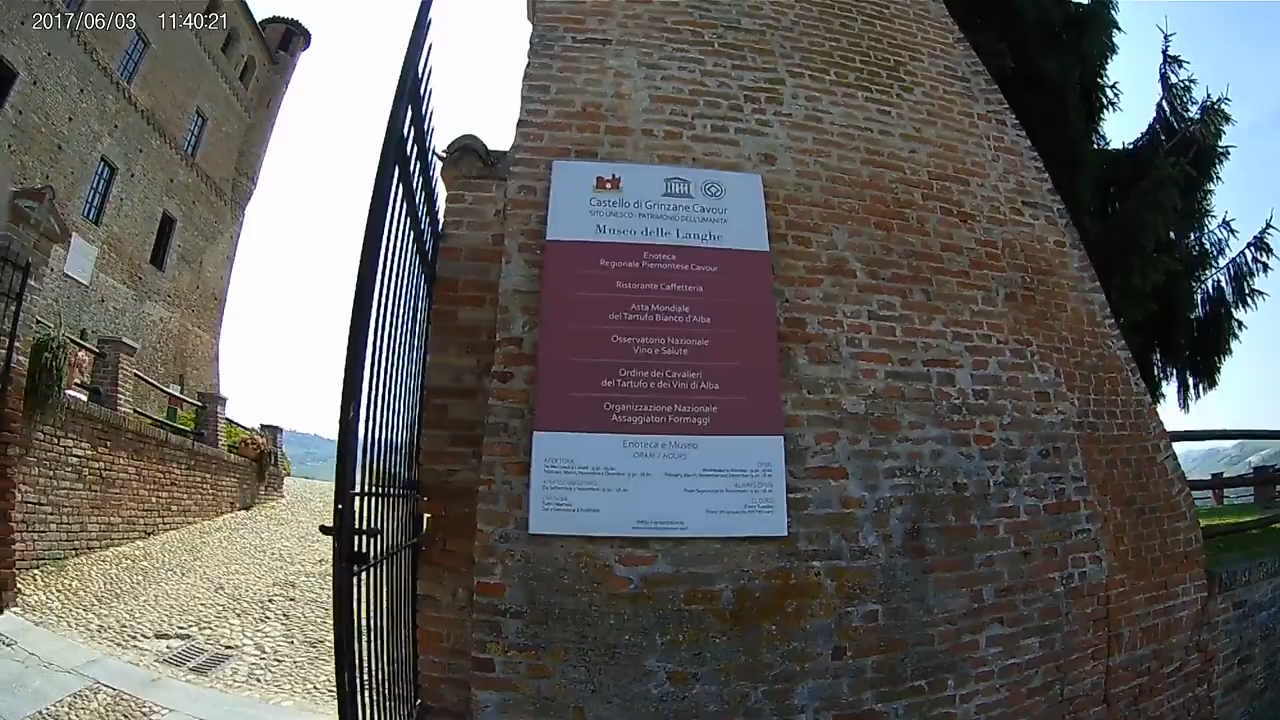 2017/06/03 11:40:21
Castello di Grinzane Cavour
SITO UNESCO - PATRIMONIO DELL'UMANITÀ
Museo delle Langhe
Enoteca
Regionale Piemontese Cavour
Ristorante Caffetteria
Asta Mondiale
del Tartufo Bianco d'Alba
Osservatorio Nazionale
Vino e Salute
Ordine dei Cavalieri
del Tartufo e dei Vini di Alba
Organizzazione Nazionale
Assaggiatori Formaggi
Enoteca e Museo
ORARI / HOURS
APERTURA
OPEN
ALWAYS OPEN
CLOSING